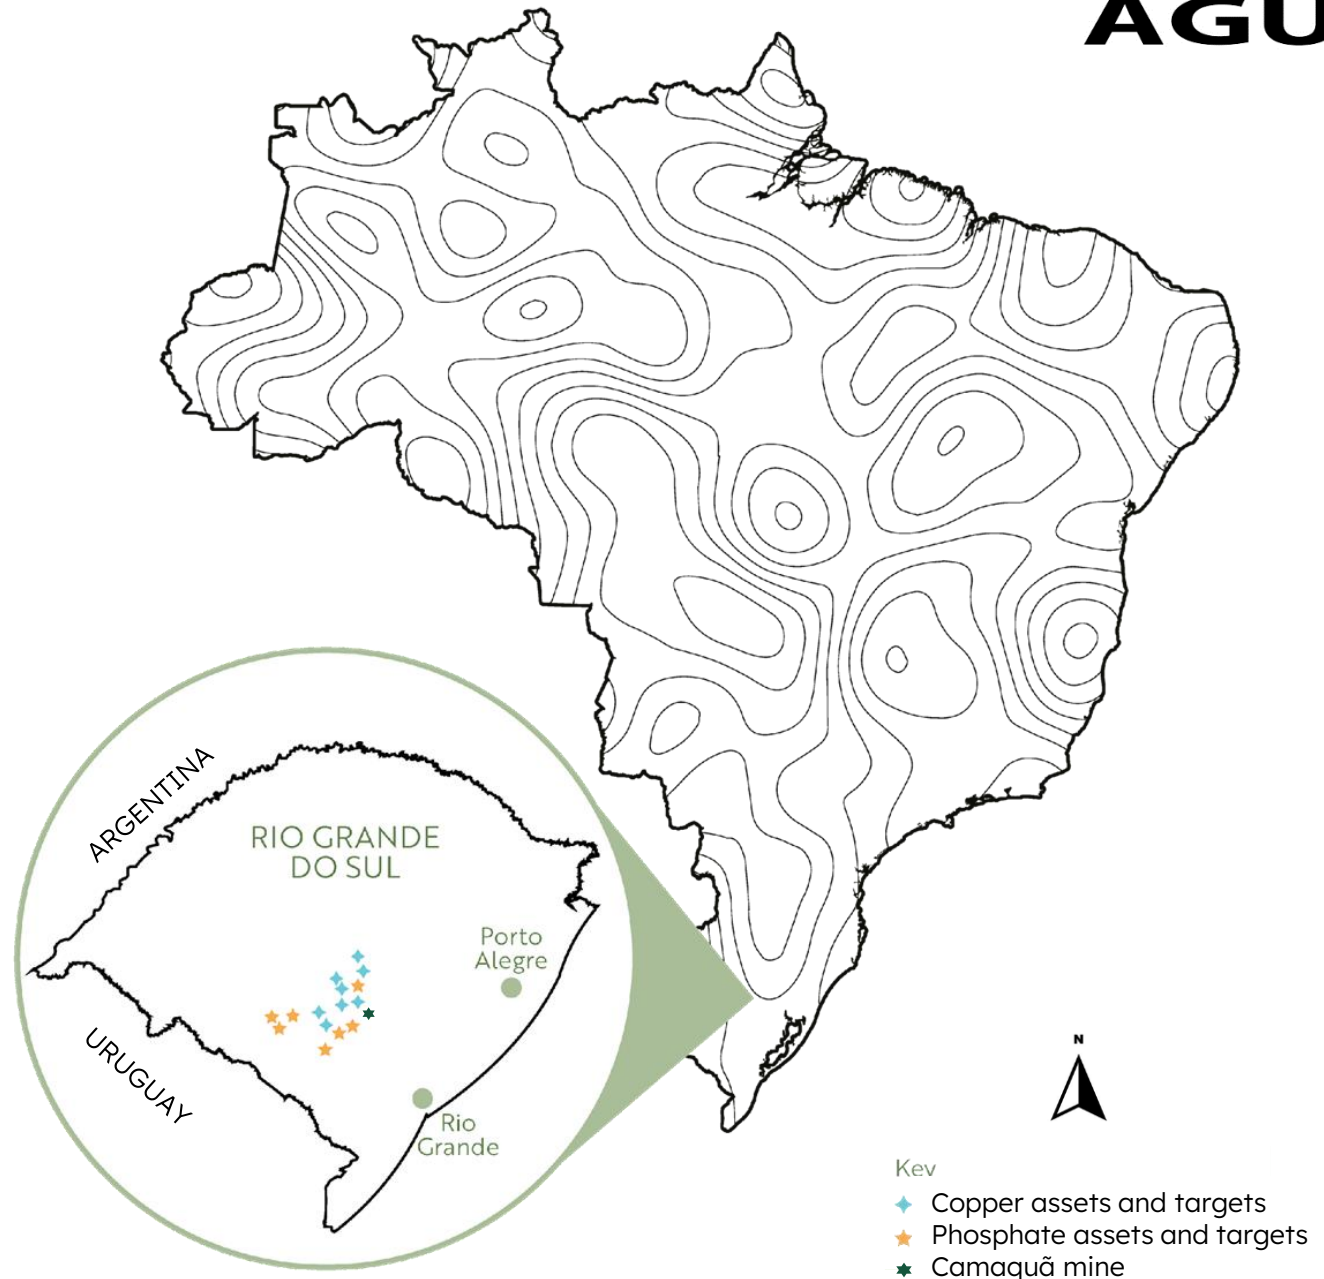 AGU
ARGENTINA
RIO GRANDE
DO SUL
Porto
Alegre
URUGUAY
Rio
Grande
N
Key
Copper assets and targets
Phosphate assets and targets
Camaquã mine